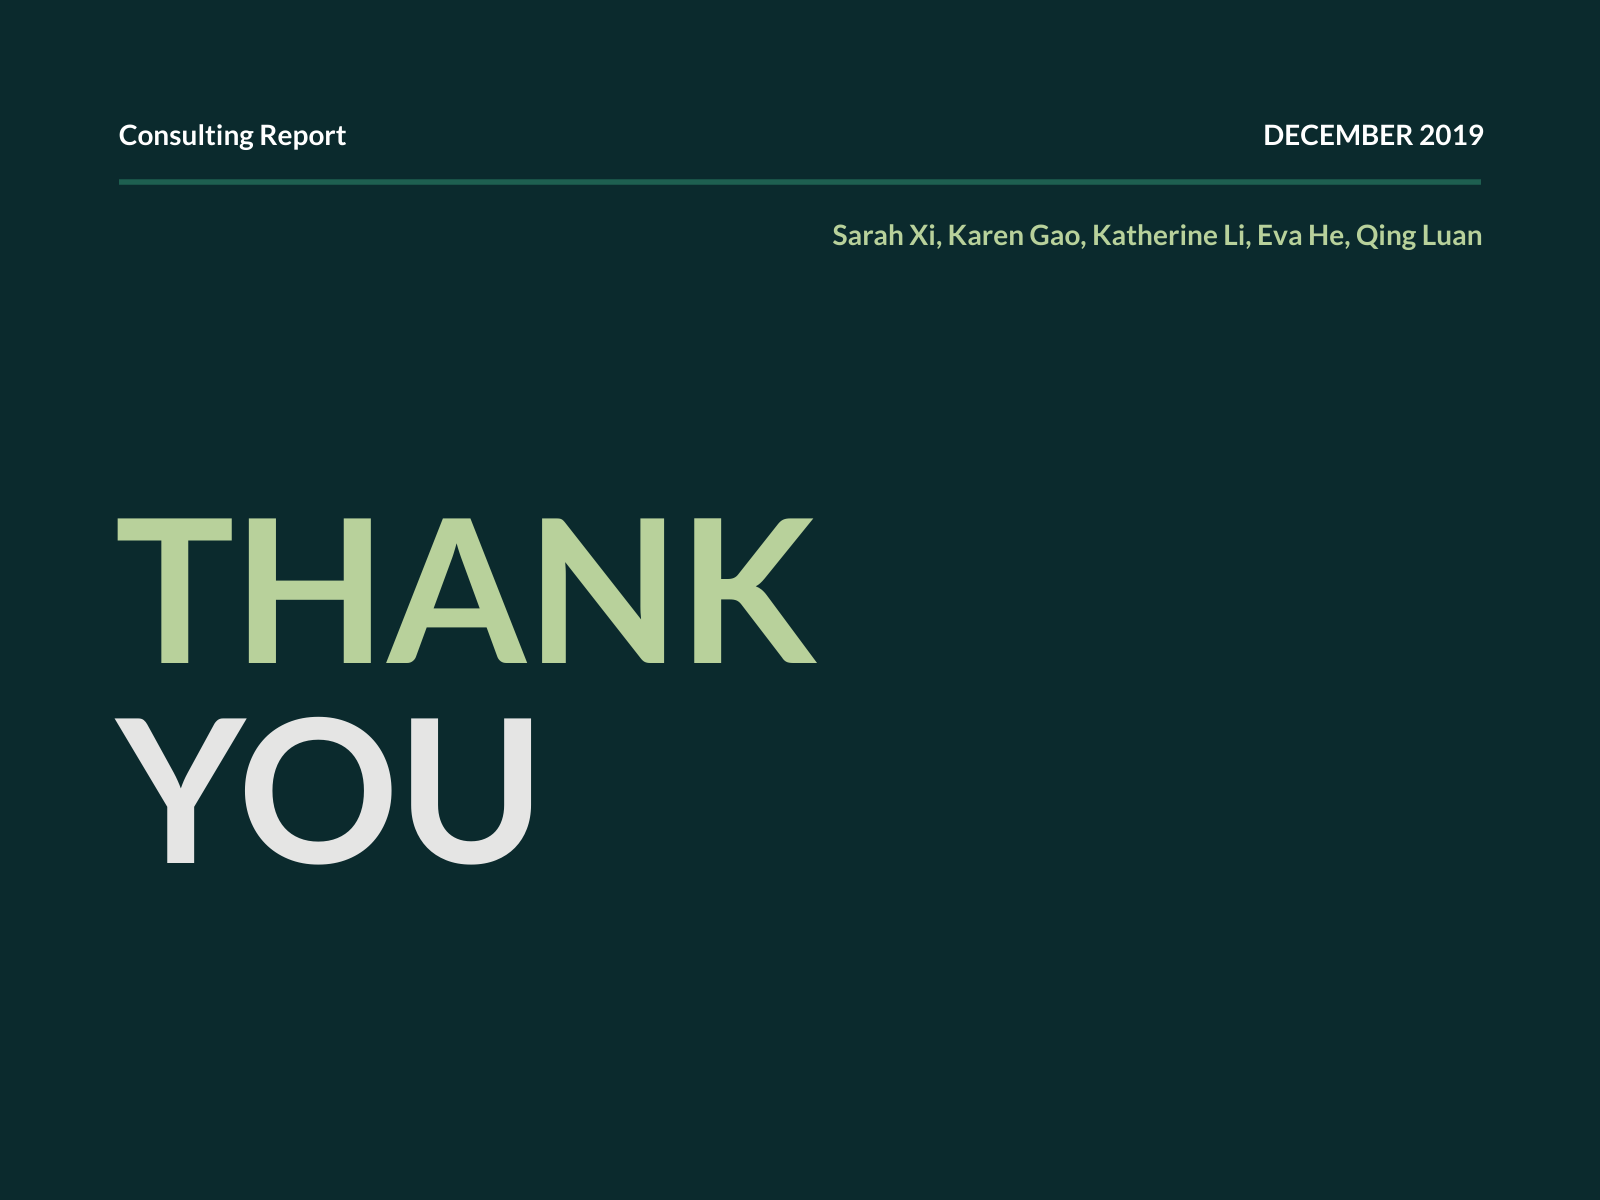 Consulting Report
DECEMBER 2019
Sarah Xi, Karen Gao, Katherine Li, Eva He, Qing Luan
THANK
YOU